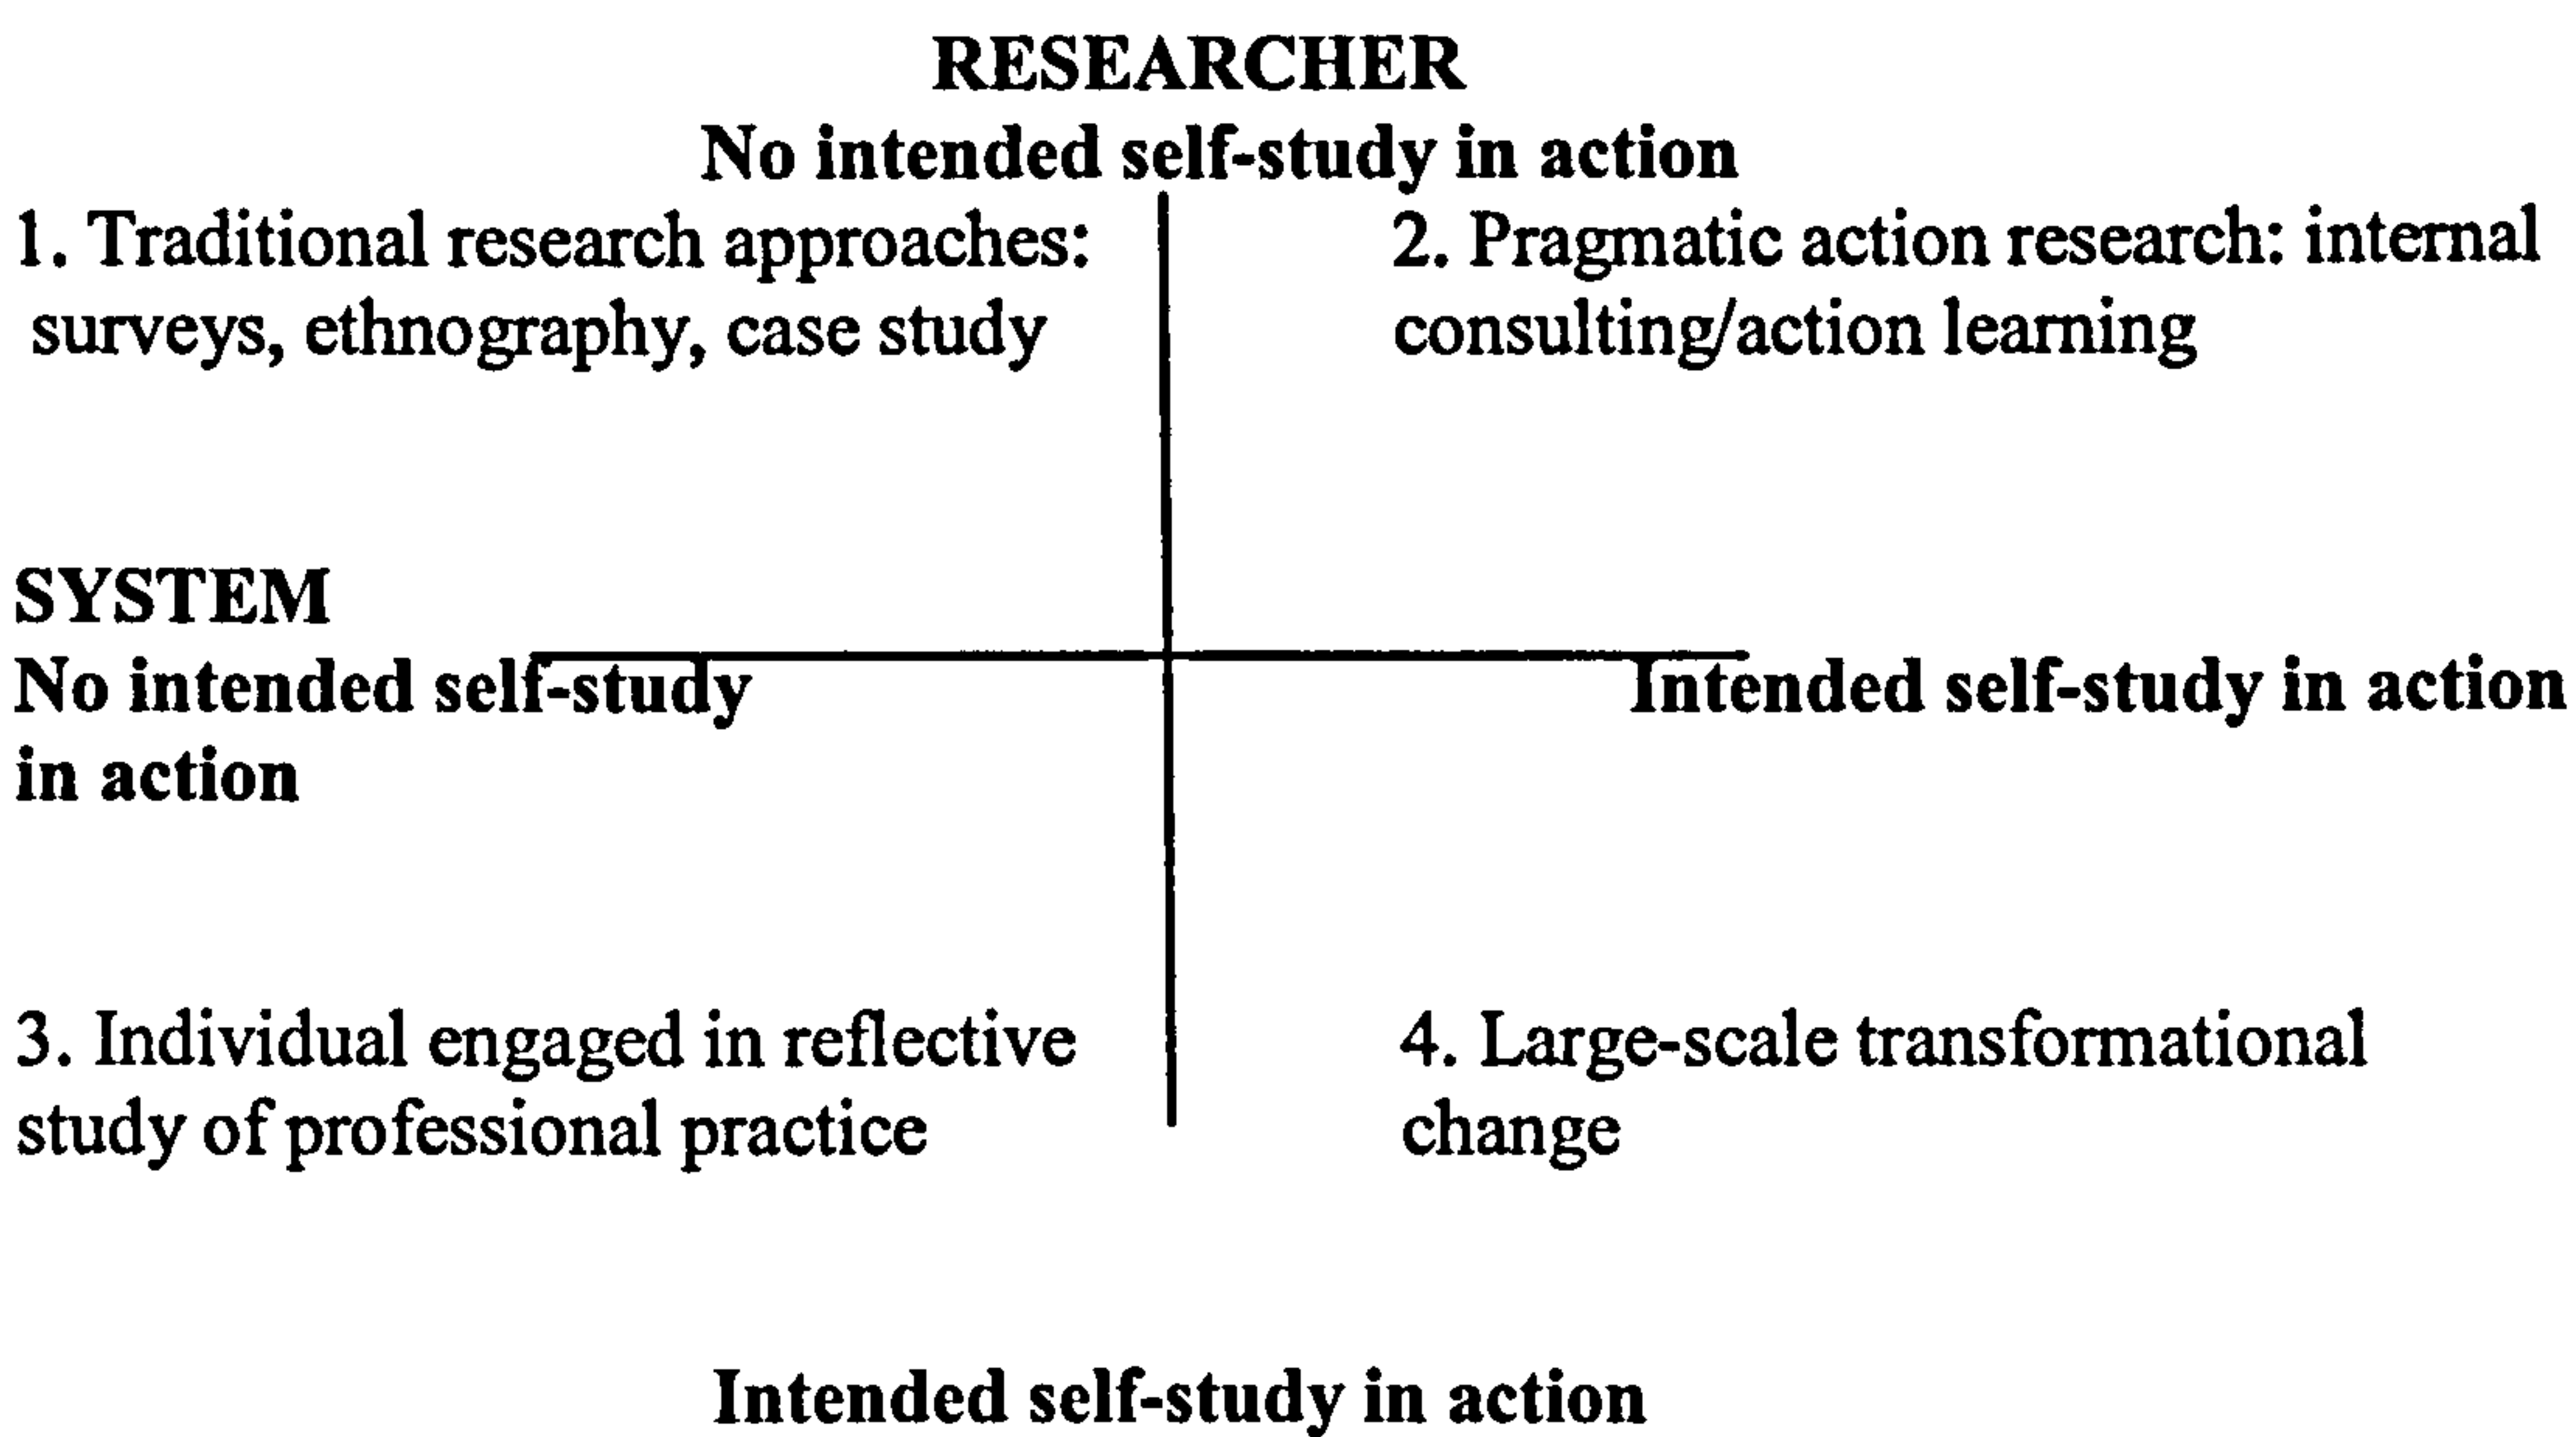 RESEARCHER
No intended self-study in action
1. Traditional research approaches:
surveys, ethnography, case study
2. Pragmatic action research: internal
consulting/action learning
SYSTEM
No intended self-study
in action
Intended self-study in action
3. Individual engaged in reflective
study of professional practice
4. Large-scale transformational
change
Intended self-study in action